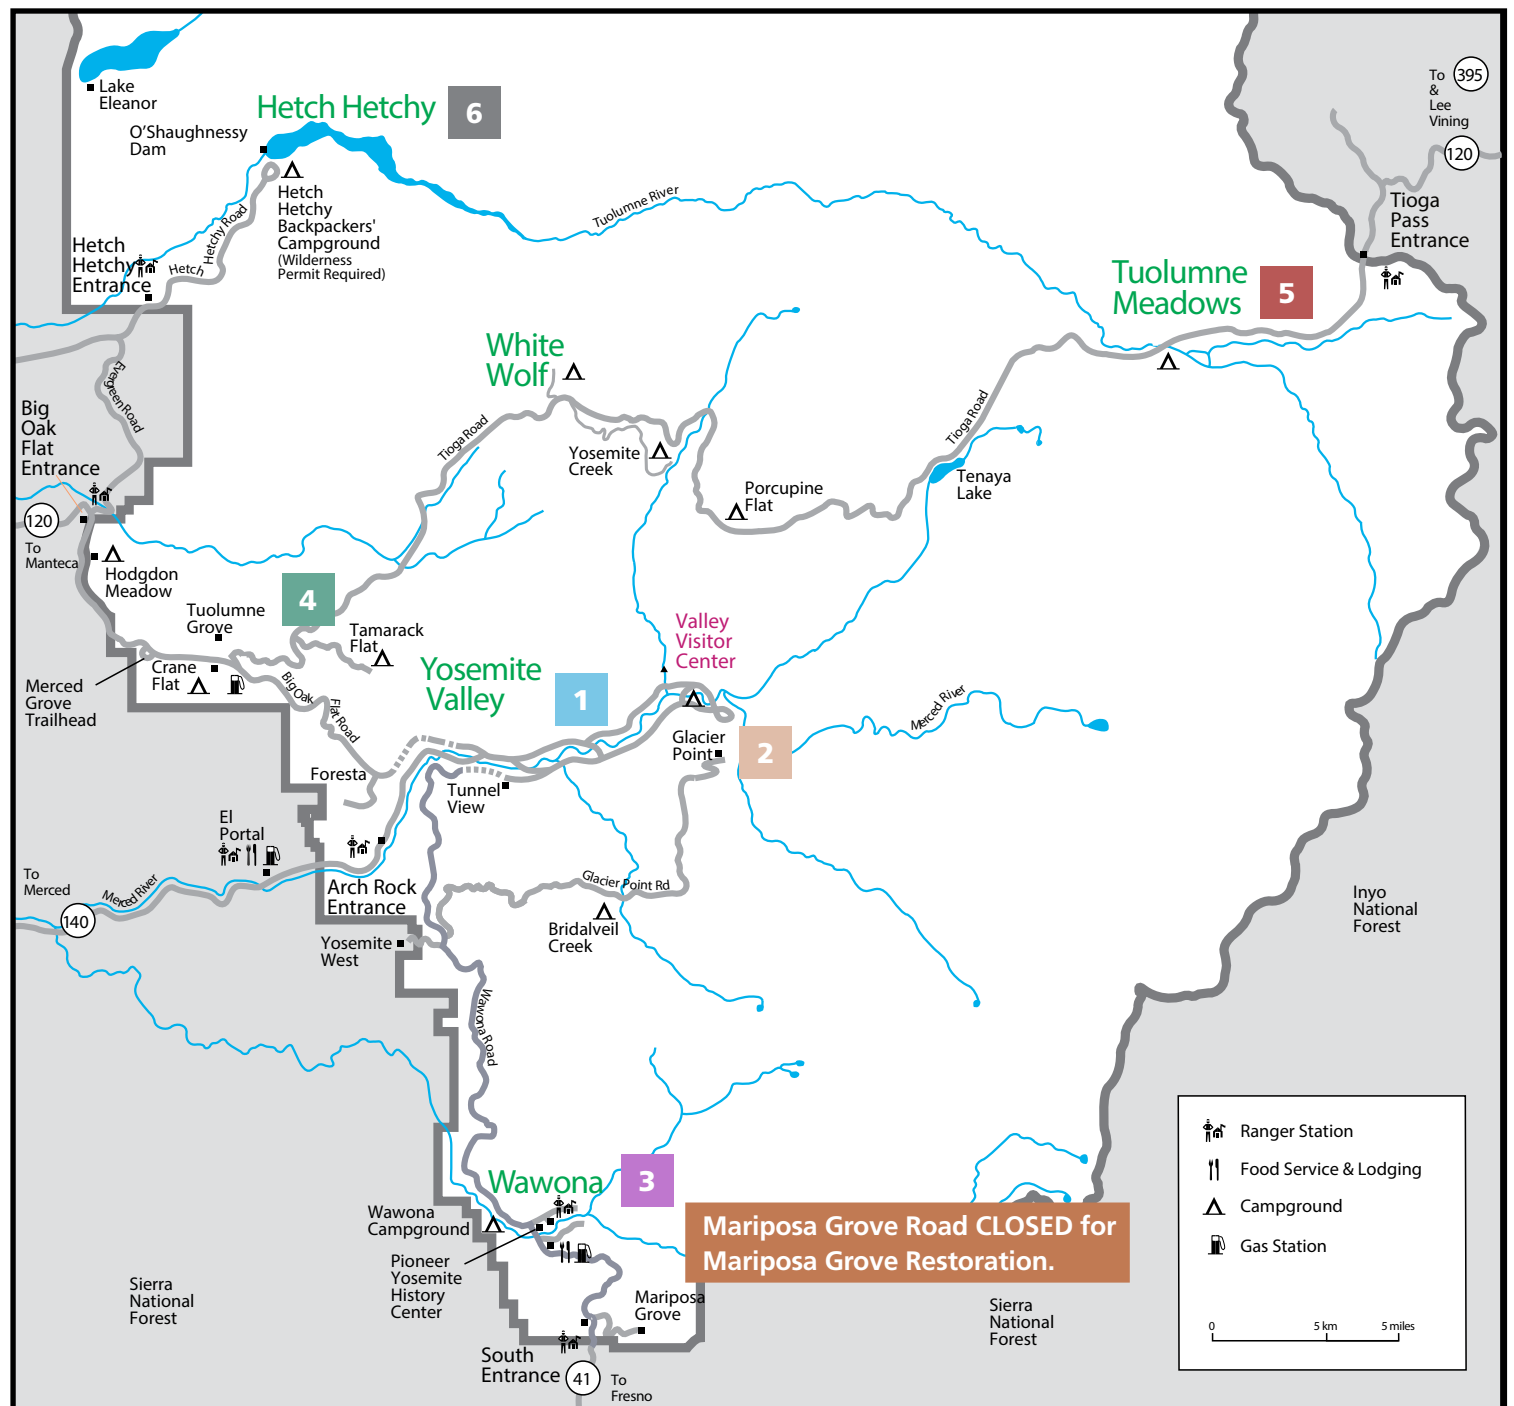 Lake
Eleanor
Hetch Hetchy
6
O'Shaughnessy
Dam
Hetch
Hetchy
Backpackers'
Campground
(Wilderness
Permit Required)
Hetch
Hetchy
Entrance
Hetch Hetchy Road
Tuolumne River
To
&
Lee
Vining
395
120
Tioga
Pass
Entrance
Tuolumne
Meadows
5
White
Wolf
Evergreen Road
Big
Oak
Flat
Entrance
120
To
Manteca
Tioga Road
Yosemite
Creek
Porcupine
Flat
Tioga Road
Tenaya
Lake
Hodgdon
Meadow
4
Tuolumne
Grove
Tamarack
Flat
Crane
Flat
Merced
Grove
Trailhead
Big Oak Flat Road
Yosemite
Valley
1
Valley
Visitor
Center
Merced River
Glacier
Point
2
Foresta
Tunnel
View
El
Portal
To
Merced
Merced River
140
Arch Rock
Entrance
Glacier Point Rd
Bridalveil
Creek
Yosemite
West
Inyo
National
Forest
Wawona Road
Wawona
3
Wawona
Campground
Pioneer
Yosemite
History
Center
Mariposa Grove Road CLOSED for
Mariposa Grove Restoration.
Mariposa
Grove
Sierra
National
Forest
Sierra
National
Forest
South
Entrance
41
To
Fresno
Ranger Station
Food Service & Lodging
Campground
Gas Station
0
5 km
5 miles